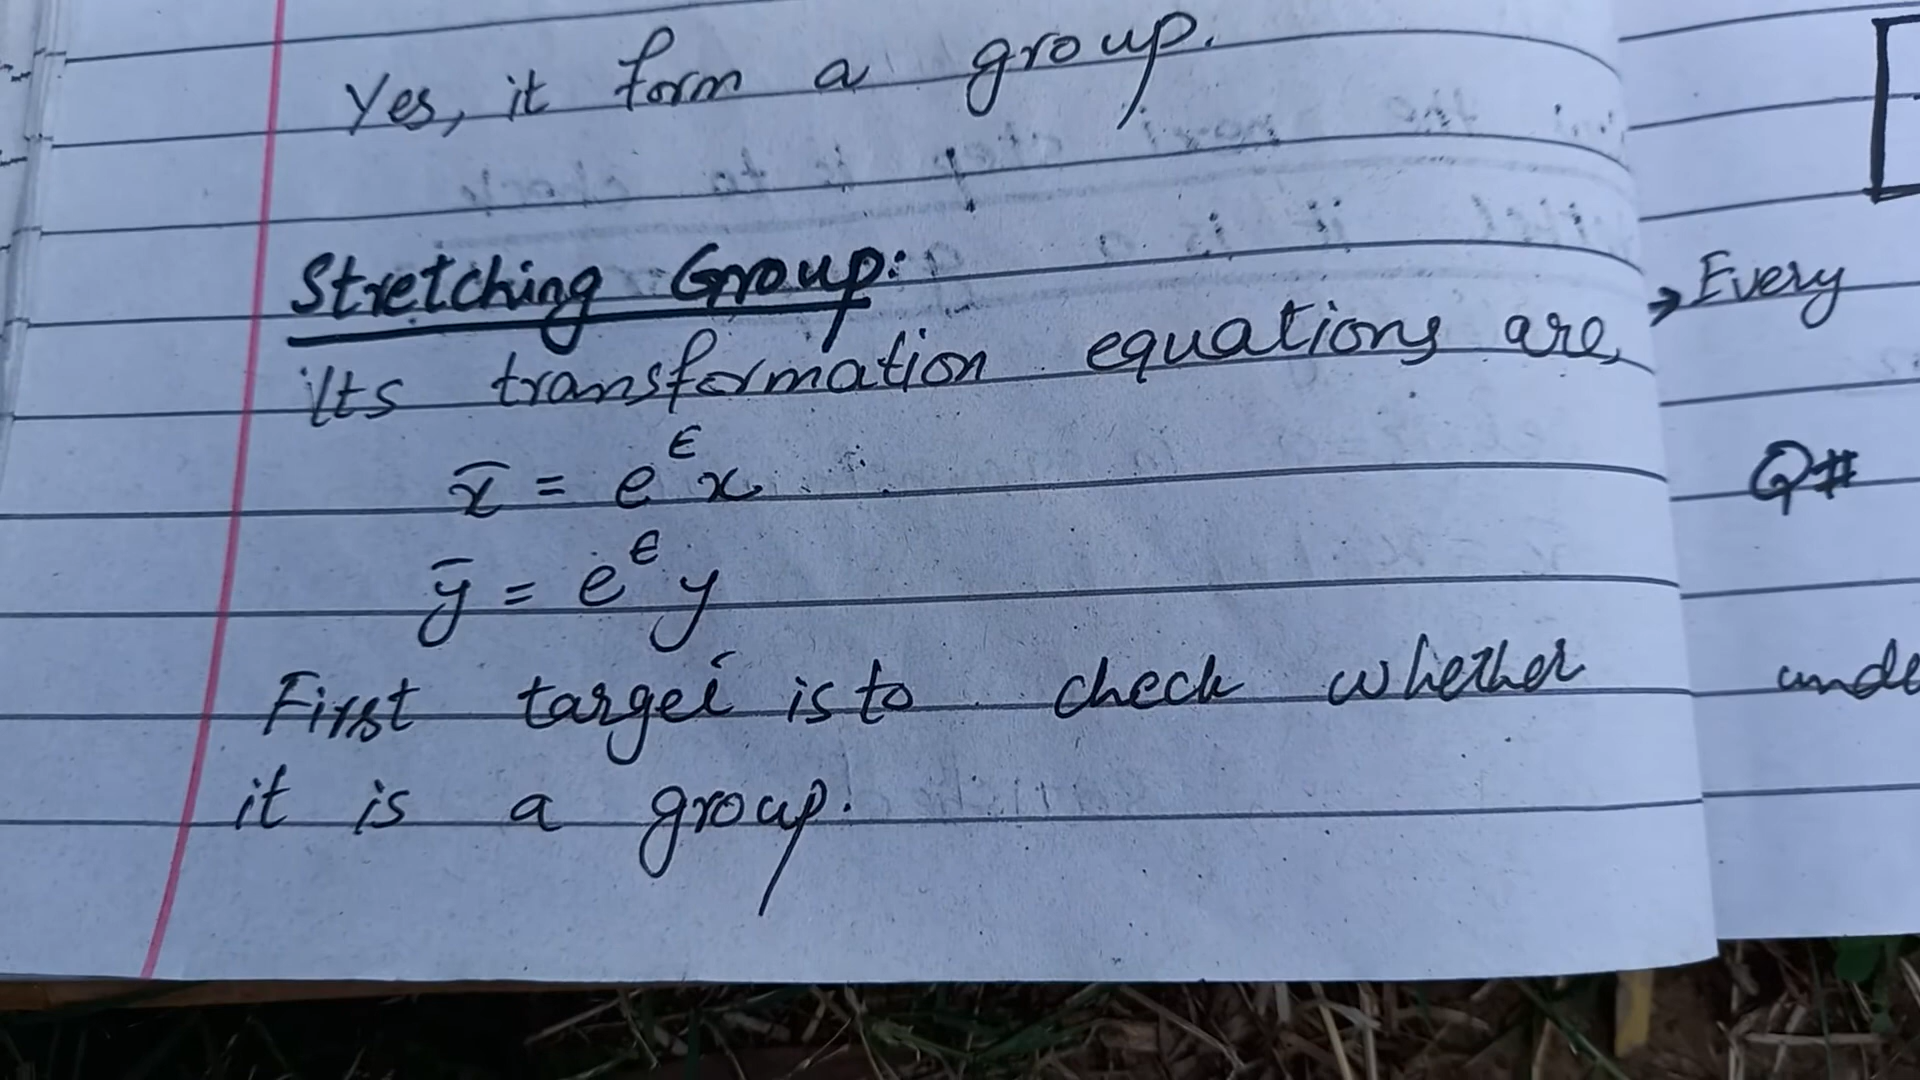 Yes, it form a group.
Stretching Group:
Its transformation equations are,
x̄ = e^ϵ x
ȳ = e^ϵ y
First target is to check whether
it is a group.
→ Every
Q#
unde